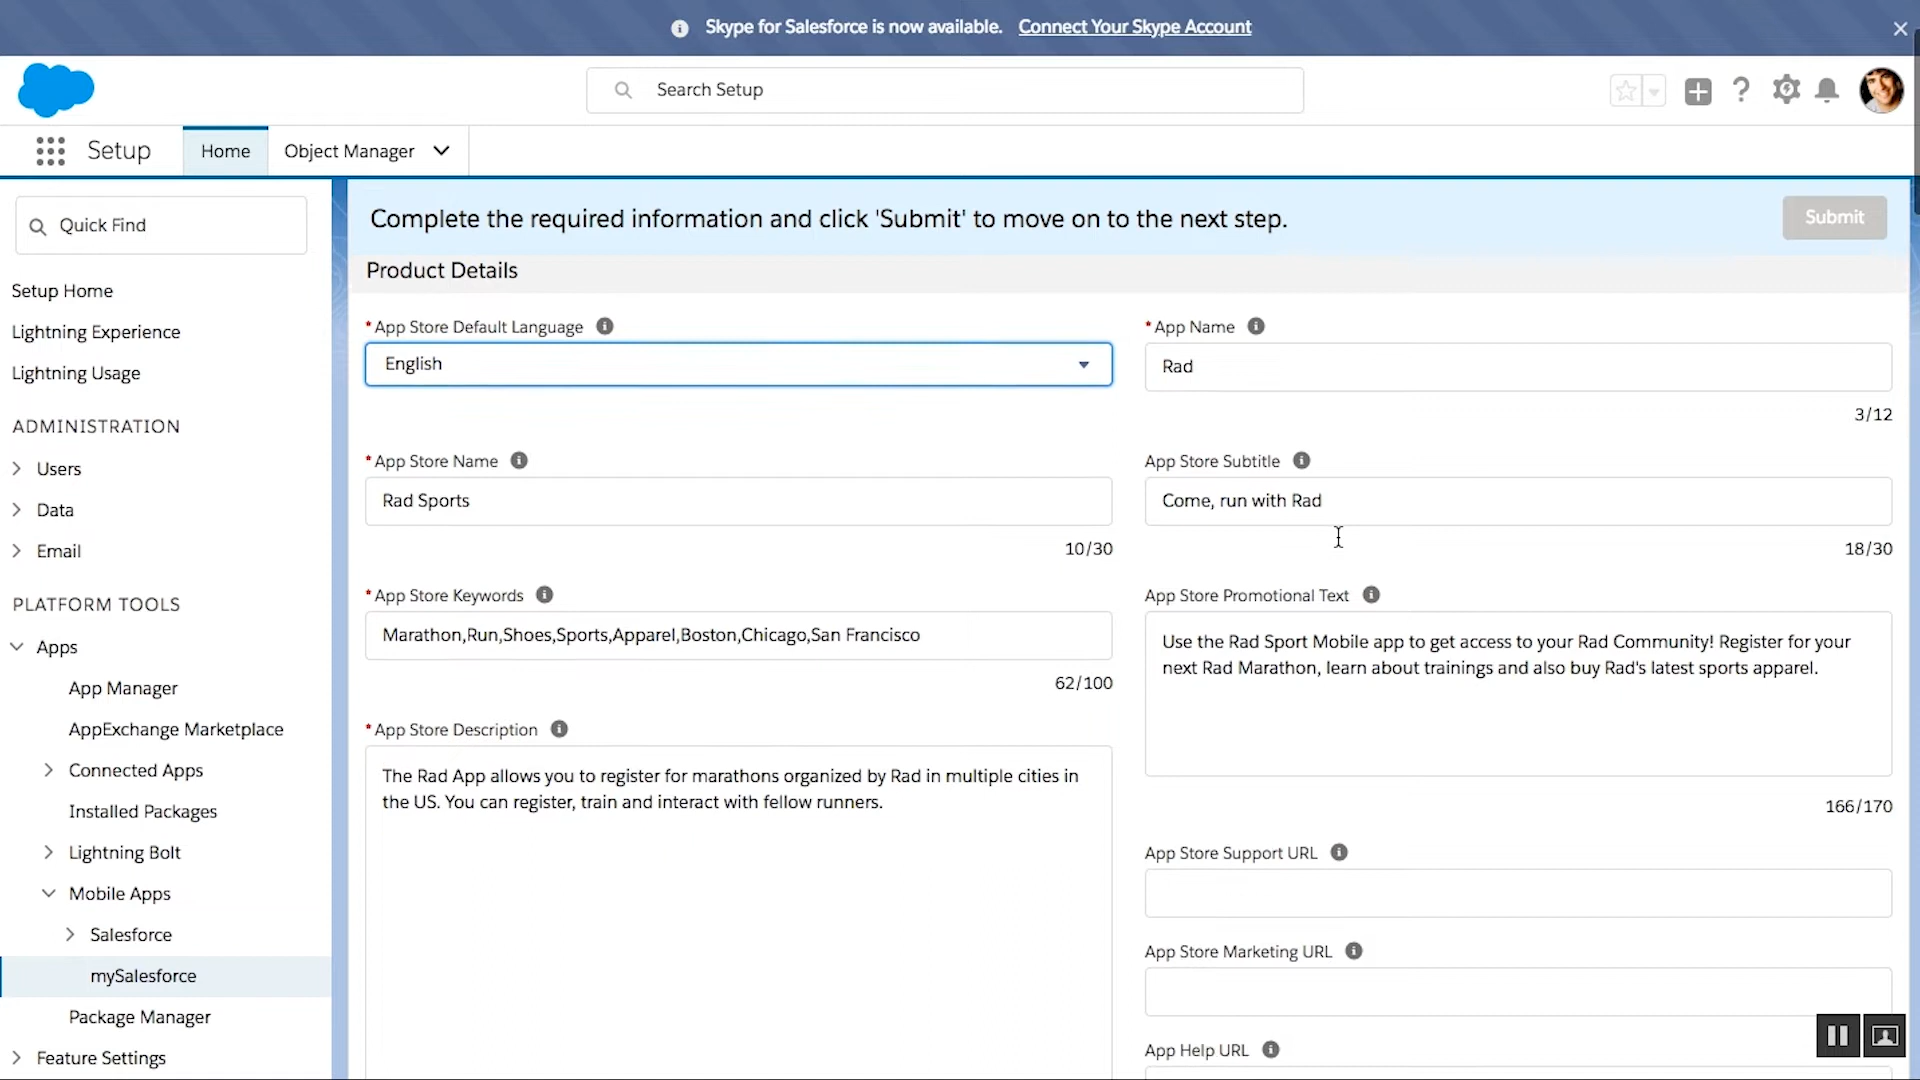 Skype for Salesforce is now available. Connect Your Skype Account
Search Setup
Setup
Home
Object Manager
Quick Find
Setup Home
Lightning Experience
Lightning Usage
ADMINISTRATION
Users
Data
Email
PLATFORM TOOLS
Apps
App Manager
AppExchange Marketplace
Connected Apps
Installed Packages
Lightning Bolt
Mobile Apps
Salesforce
mySalesforce
Package Manager
Feature Settings
Complete the required information and click 'Submit' to move on to the next step.
Submit
Product Details
*App Store Default Language
English
*App Name
Rad
3/12
*App Store Name
Rad Sports
10/30
App Store Subtitle
Come, run with Rad
18/30
*App Store Keywords
Marathon,Run,Shoes,Sports,Apparel,Boston,Chicago,San Francisco
62/100
App Store Promotional Text
Use the Rad Sport Mobile app to get access to your Rad Community! Register for your
next Rad Marathon, learn about trainings and also buy Rad's latest sports apparel.
166/170
*App Store Description
The Rad App allows you to register for marathons organized by Rad in multiple cities in
the US. You can register, train and interact with fellow runners.
App Store Support URL
App Store Marketing URL
App Help URL